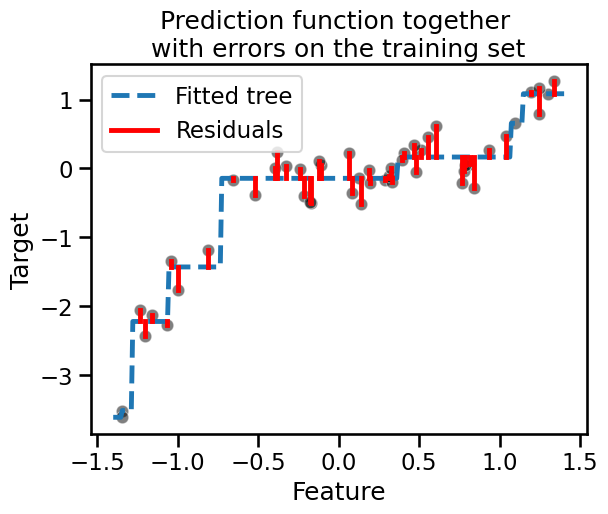 Prediction function together
with errors on the training set
Fitted tree
Residuals
1
0
−1
−2
−3
Target
−1.5 −1.0 −0.5 0.0 0.5 1.0 1.5
Feature